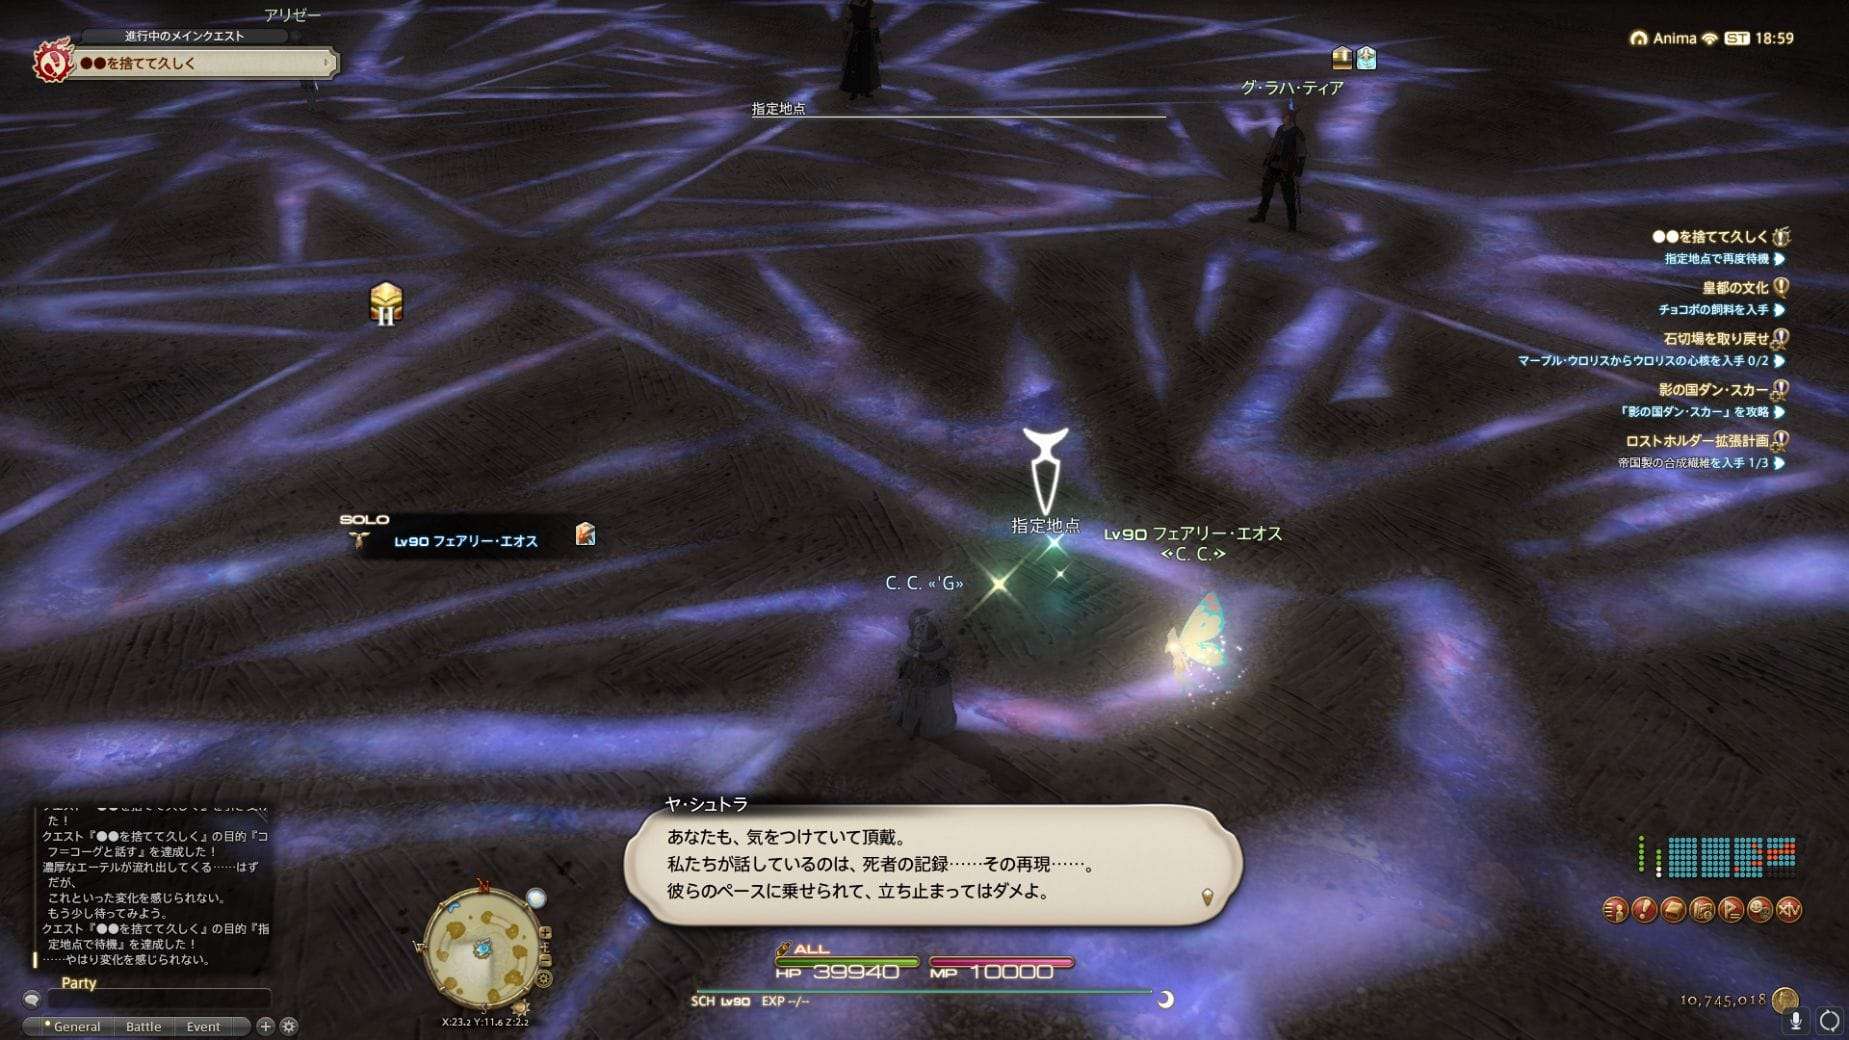 アリゼー
進行中のメインクエスト
●●を捨てて久しく
指定地点
グ・ラハ・ティア
Anima ST 18:59
●●を捨てて久しく
指定地点で再度待機
皇都の文化
チョコボの飼料を入手
石切場を取り戻せ
マーブル・ウロリスからウロリスの心核を入手 0/2
影の国ダン・スカー
「影の国ダン・スカー」を攻略
ロストホルダー拡張計画
帝国製の合成繊維を入手 1/3
H
SOLO
Lv90 フェアリー・エオス
指定地点
Lv90 フェアリー・エオス
<C. C.>
C. C. «'G»
ヤ・シュトラ
あなたも、気をつけていて頂戴。
私たちが話しているのは、死者の記録……その再現……。
彼らのペースに乗せられて、立ち止まってはダメよ。
た！
クエスト『●●を捨てて久しく』の目的『コ
フ＝コーグと話す』を達成した！
濃厚なエーテルが流れ出してくる……はず
だが、
これといった変化を感じられない。
もう少し待ってみよう。
クエスト『●●を捨てて久しく』の目的『指
定地点で待機』を達成した！
……やはり変化を感じられない。
Party
General Battle Event
N
W
S
X:23.2 Y:11.6 Z:2.2
ALL
HP 39940 MP 10000
SCH Lv90 EXP --/--
XIV
10,745,018